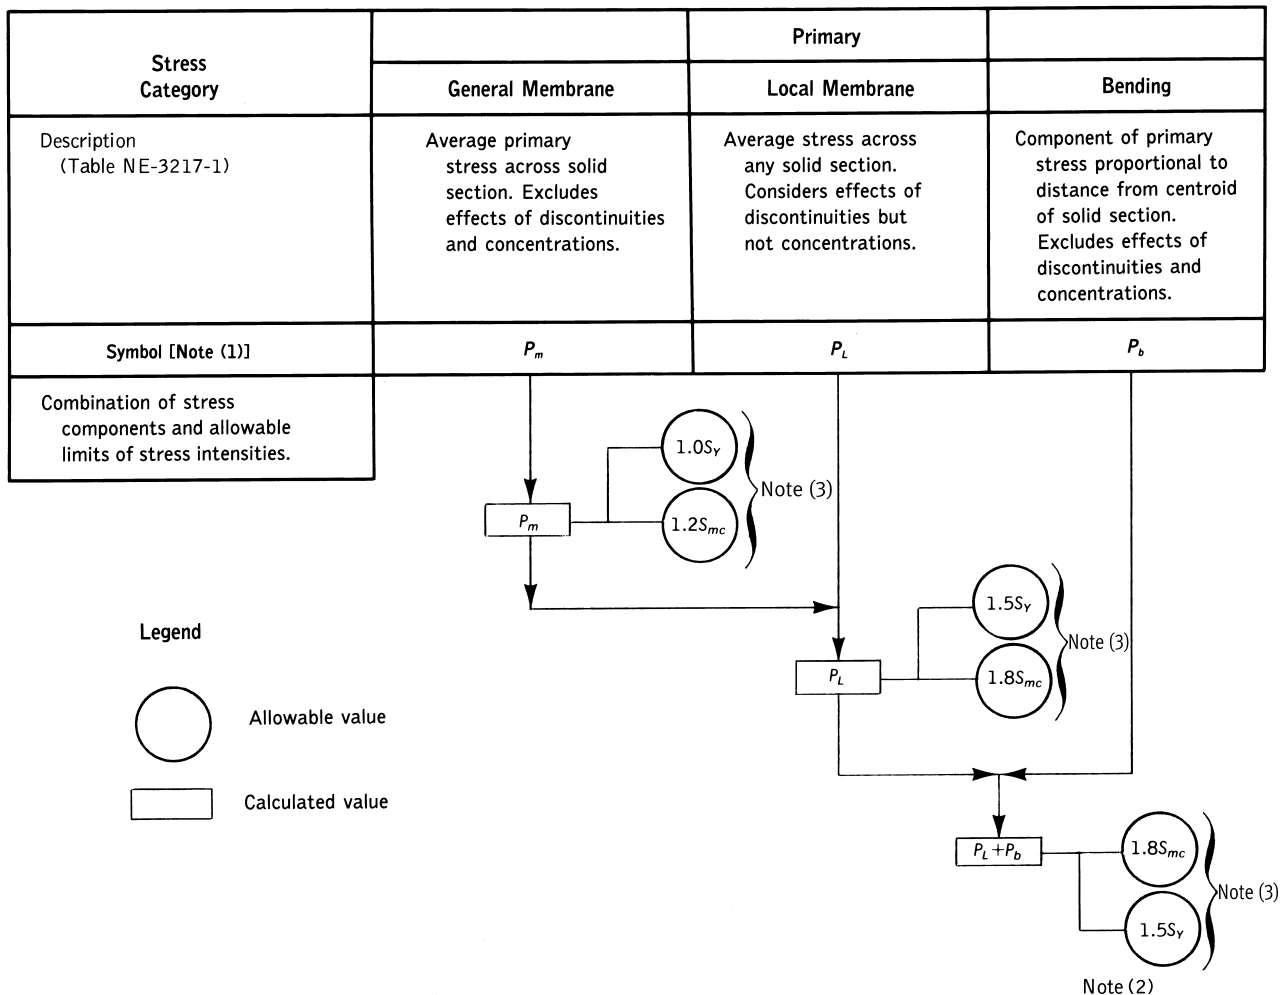 Stress
Category
Primary
General Membrane
Local Membrane
Bending
Description
(Table NE-3217-1)
Average primary
stress across solid
section. Excludes
effects of discontinuities
and concentrations.
Average stress across
any solid section.
Considers effects of
discontinuities but
not concentrations.
Component of primary
stress proportional to
distance from centroid
of solid section.
Excludes effects of
discontinuities and
concentrations.
Symbol [Note (1)]
Pm
PL
Pb
Combination of stress
components and allowable
limits of stress intensities.
1.0SY
Note (3)
Pm
1.2Smc
1.5SY
Note (3)
PL
1.8Smc
Legend
Allowable value
Calculated value
PL+Pb
1.8Smc
Note (3)
1.5SY
Note (2)